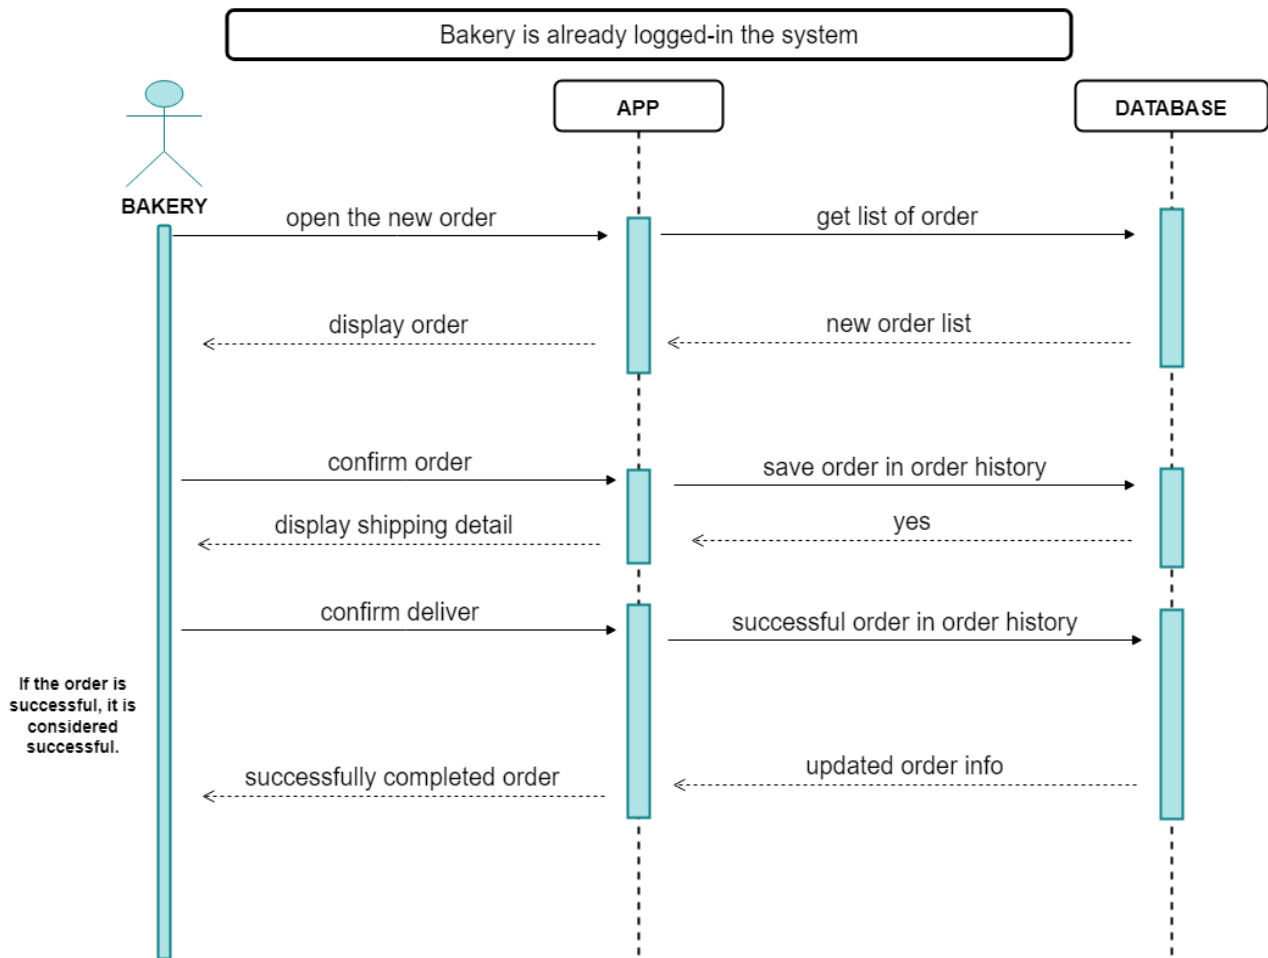 Bakery is already logged-in the system
APP
DATABASE
BAKERY
open the new order
get list of order
display order
new order list
confirm order
save order in order history
display shipping detail
yes
confirm deliver
successful order in order history
If the order is
successful, it is
considered
successful.
successfully completed order
updated order info